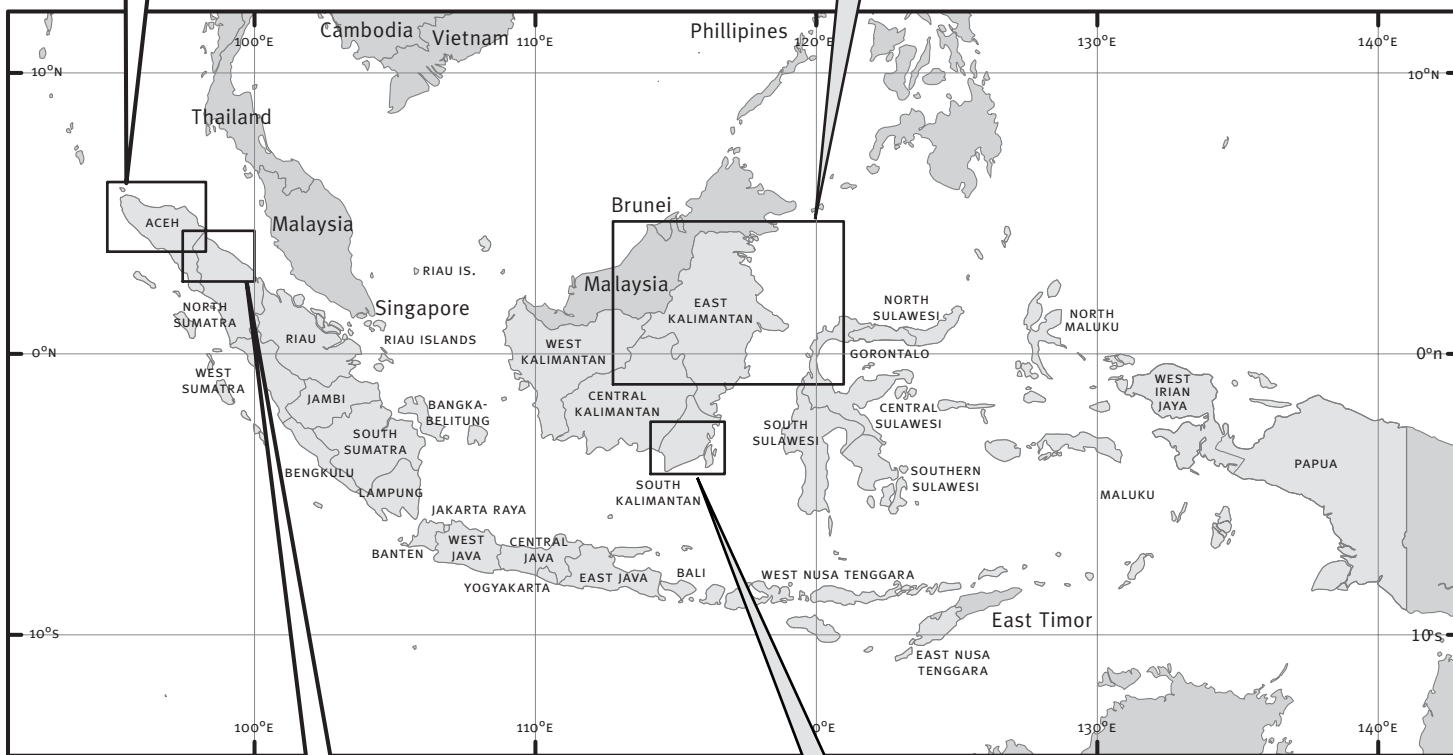 Cambodia
Vietnam
Phillipines
100°E
110°E
120°E
130°E
140°E
10°N
10°N
Thailand
Malaysia
Brunei
ACEH
RIAU IS.
Malaysia
NORTH
SUMATRA
Singapore
EAST
KALIMANTAN
NORTH
SULAWESI
NORTH
MALUKU
RIAU
RIAU ISLANDS
WEST
KALIMANTAN
0°N
GORONTALO
0°n
WEST
SUMATRA
JAMBI
BANGKA-
BELITUNG
CENTRAL
KALIMANTAN
CENTRAL
SULAWESI
WEST
IRIAN
JAYA
SOUTH
SUMATRA
SOUTH
SULAWESI
BENGKULU
LAMPUNG
SOUTH
KALIMANTAN
SOUTHERN
SULAWESI
PAPUA
MALUKU
JAKARTA RAYA
BANTEN
WEST
JAVA
CENTRAL
JAVA
YOGYAKARTA
EAST JAVA
BALI
WEST NUSA TENGGARA
East Timor
10°S
10°S
EAST NUSA
TENGGARA
100°E
110°E
0°E
130°E
140°E